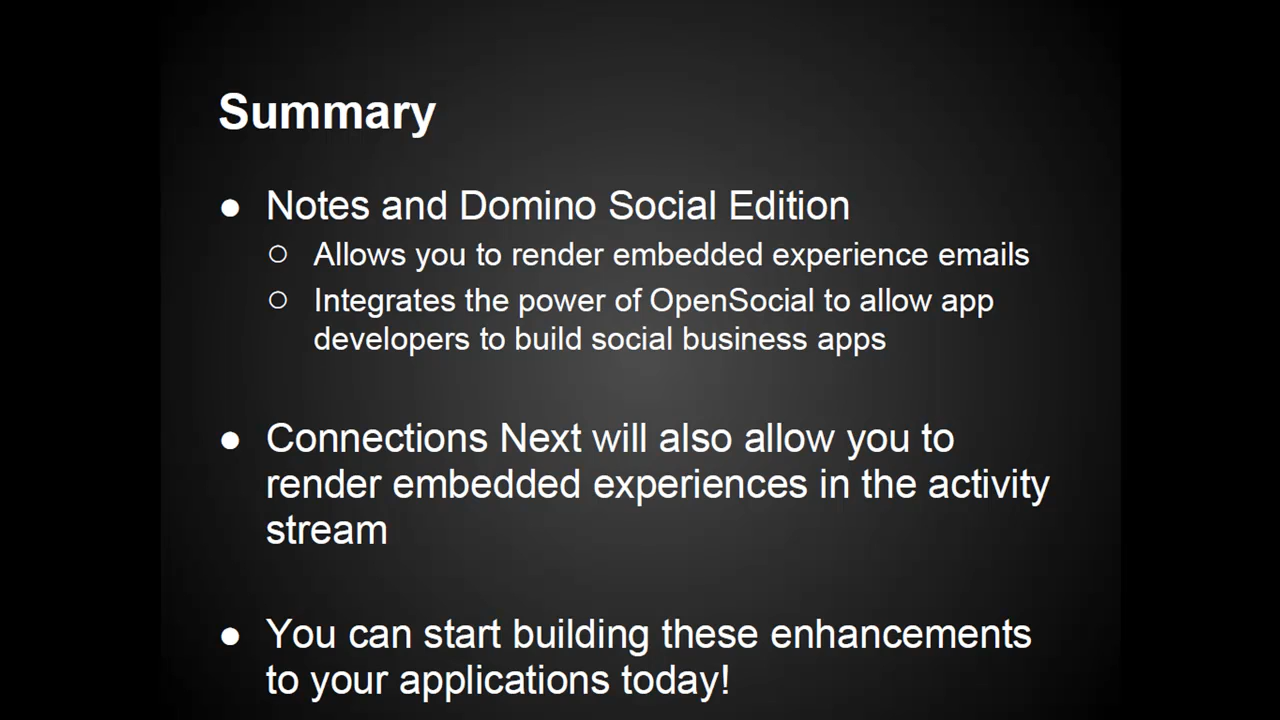 Summary
● Notes and Domino Social Edition
○ Allows you to render embedded experience emails
○ Integrates the power of OpenSocial to allow app
developers to build social business apps
● Connections Next will also allow you to
render embedded experiences in the activity
stream
● You can start building these enhancements
to your applications today!